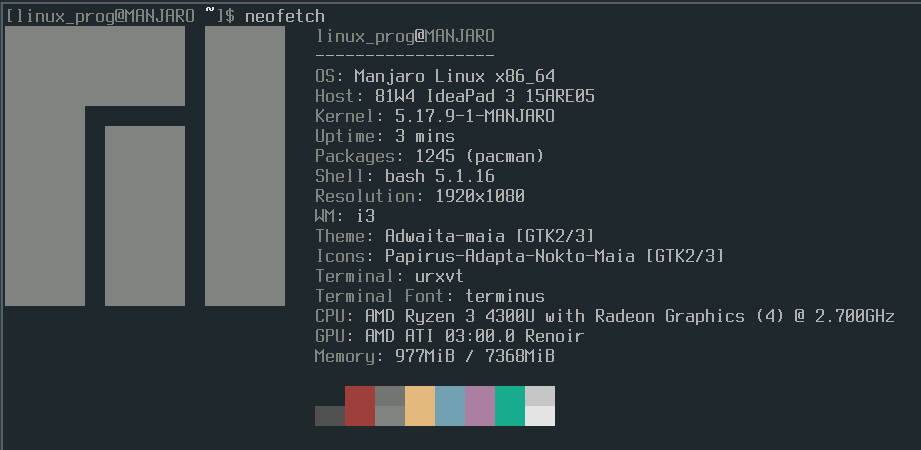 [linux_prog@MANJARO ~]$ neofetch
linux_prog@MANJARO
------------------
OS: Manjaro Linux x86_64
Host: 81W4 IdeaPad 3 15ARE05
Kernel: 5.17.9-1-MANJARO
Uptime: 3 mins
Packages: 1245 (pacman)
Shell: bash 5.1.16
Resolution: 1920x1080
WM: i3
Theme: Adwaita-maia [GTK2/3]
Icons: Papirus-Adapta-Nokto-Maia [GTK2/3]
Terminal: urxvt
Terminal Font: terminus
CPU: AMD Ryzen 3 4300U with Radeon Graphics (4) @ 2.700GHz
GPU: AMD ATI 03:00.0 Renoir
Memory: 977MiB / 7368MiB